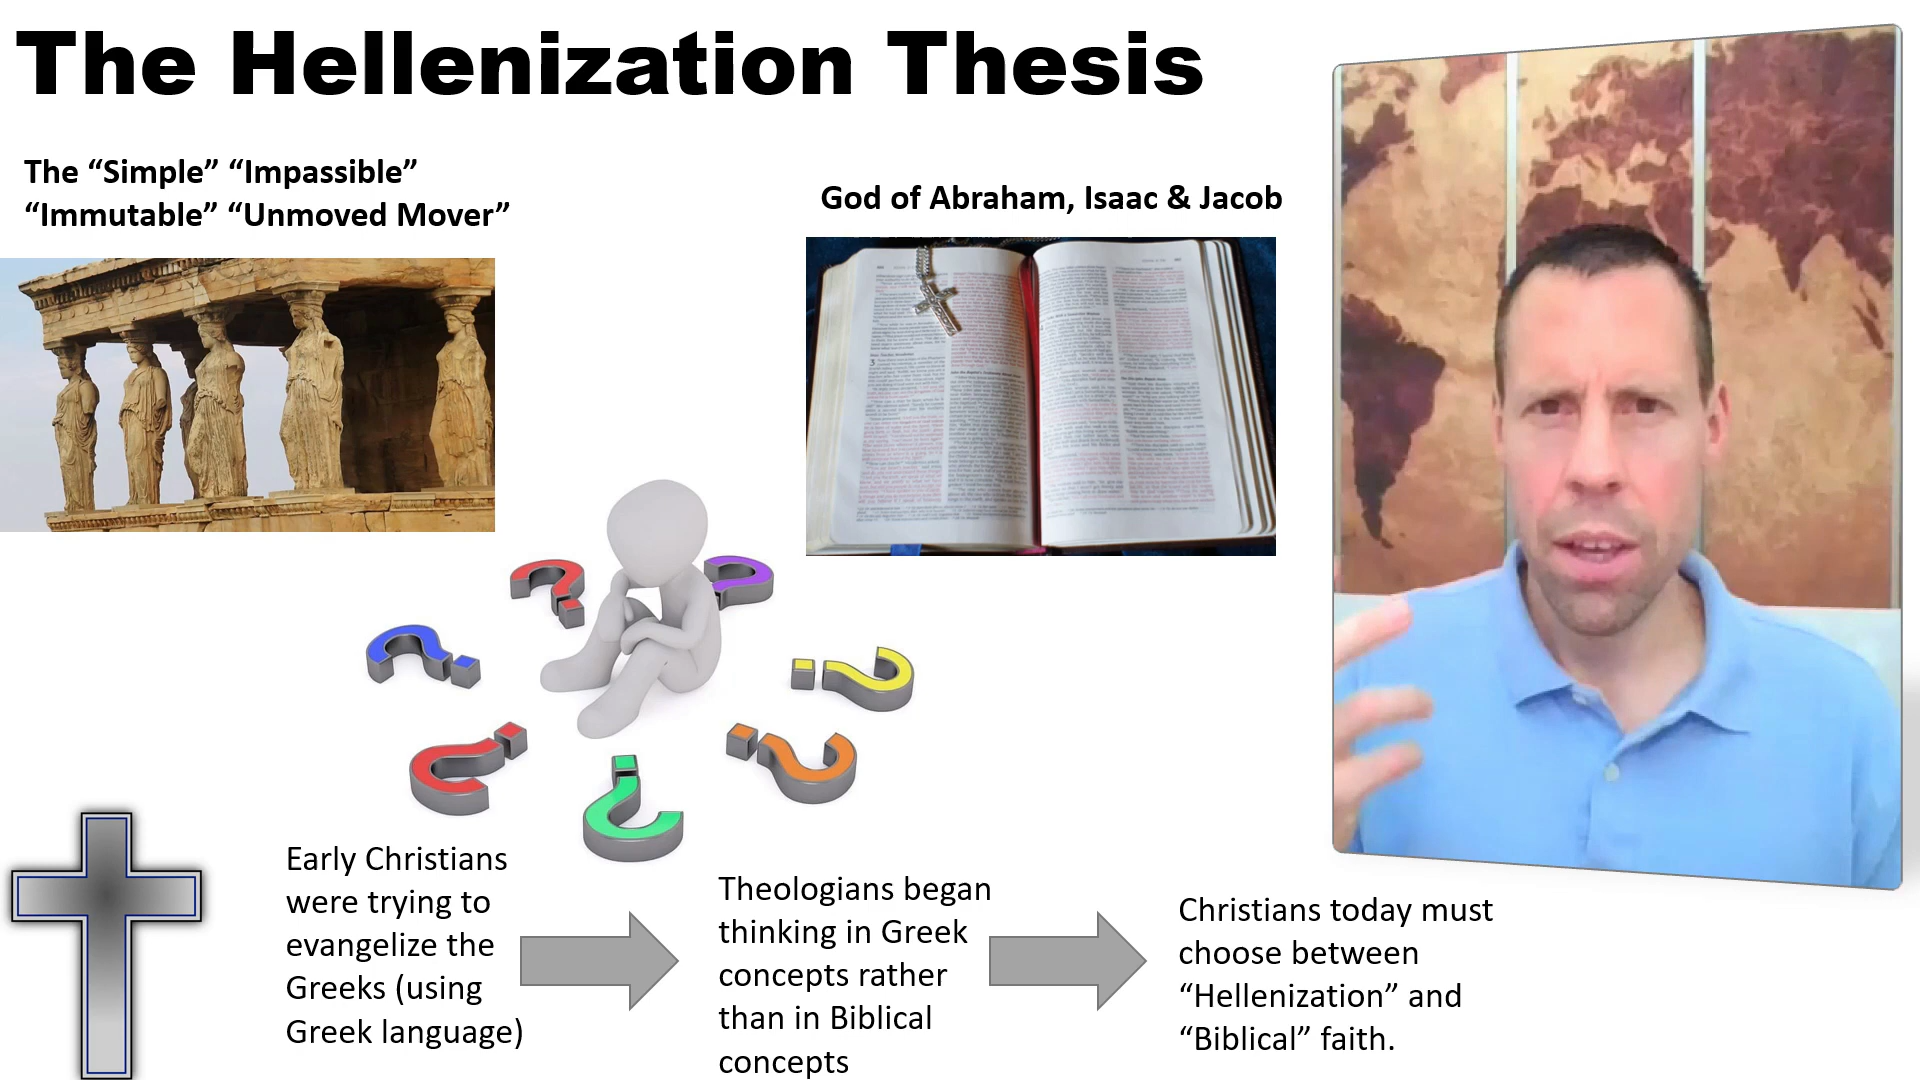 The Hellenization Thesis
The “Simple” “Impassible”
“Immutable” “Unmoved Mover”
God of Abraham, Isaac & Jacob
Early Christians
were trying to
evangelize the
Greeks (using
Greek language)
Theologians began
thinking in Greek
concepts rather
than in Biblical
concepts
Christians today must
choose between
“Hellenization” and
“Biblical” faith.